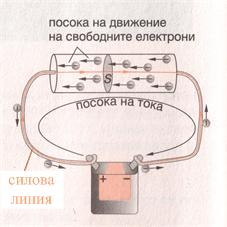 посока на движение
на свободните електрони
S
посока на тока
силова
линия
+ −